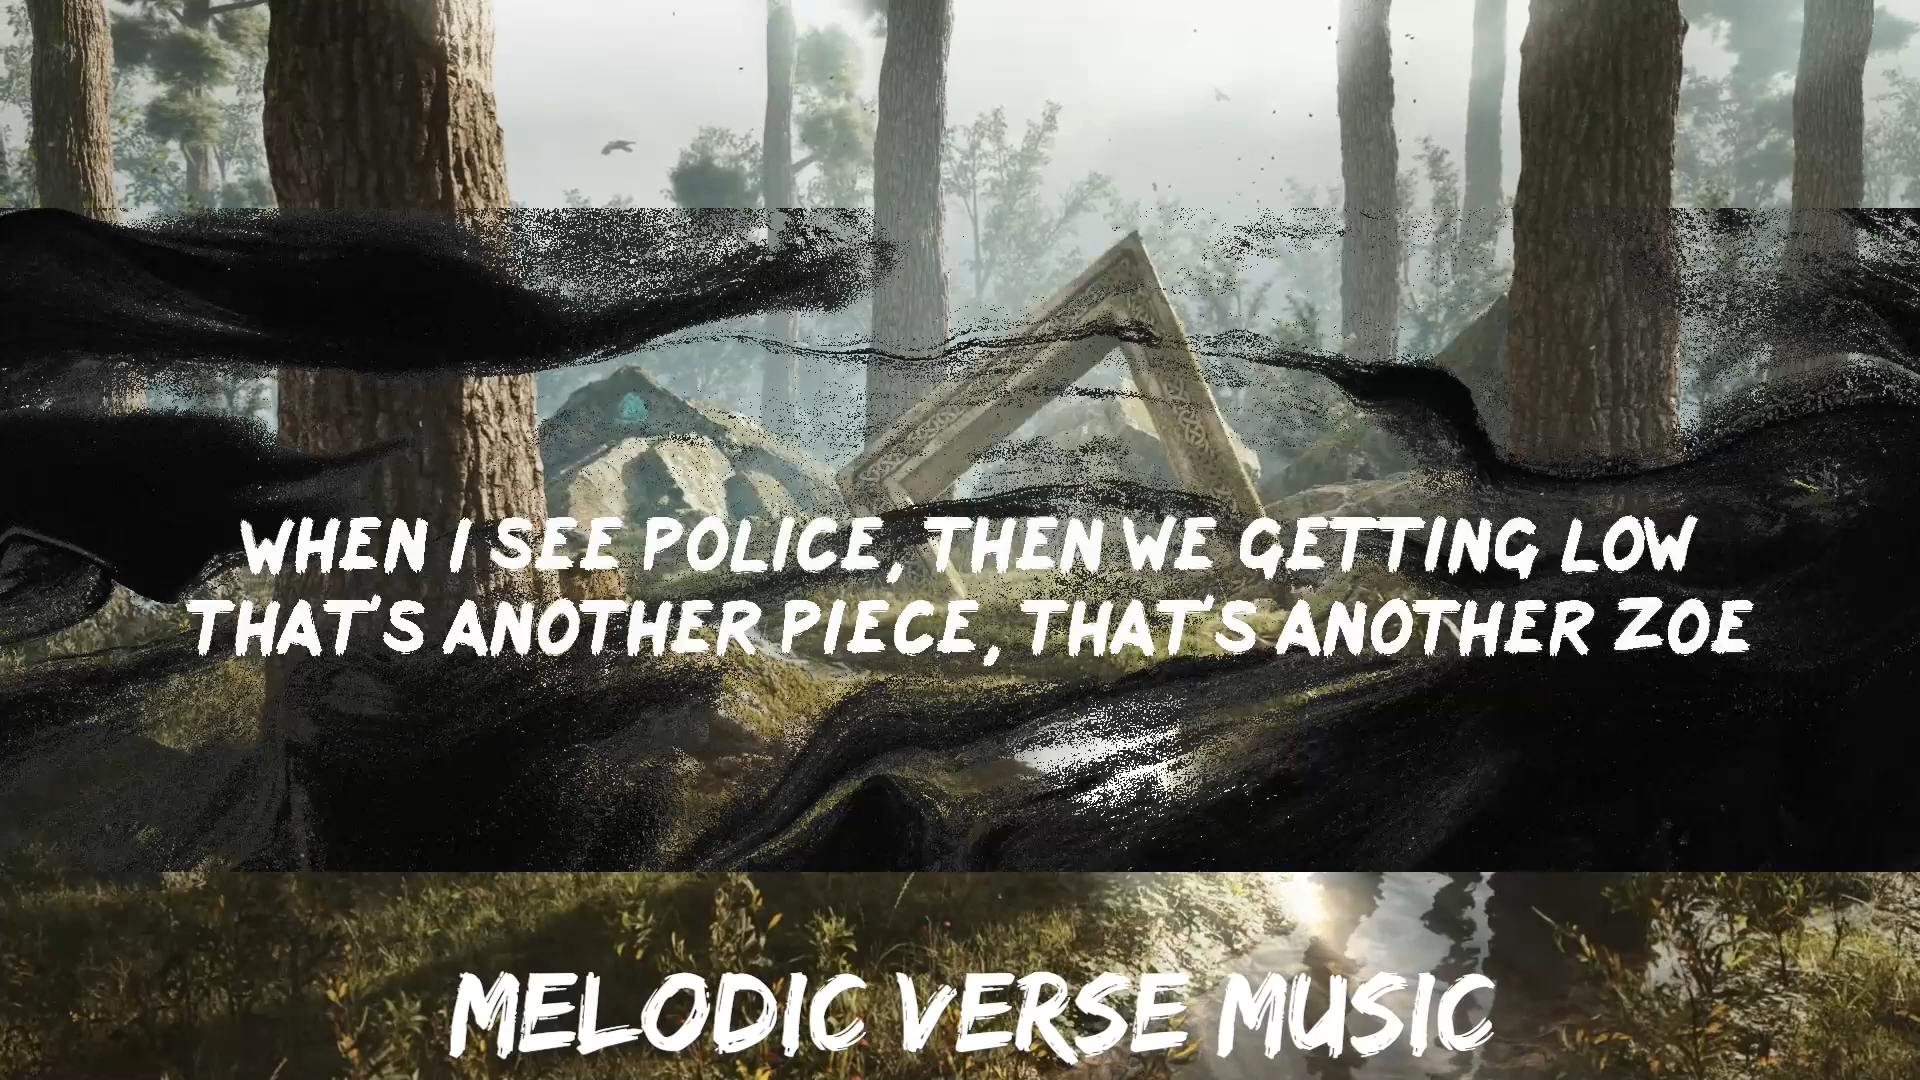 WHEN I SEE POLICE, THEN WE GETTING LOW
THAT'S ANOTHER PIECE, THAT'S ANOTHER ZOE
MELODIC VERSE MUSIC